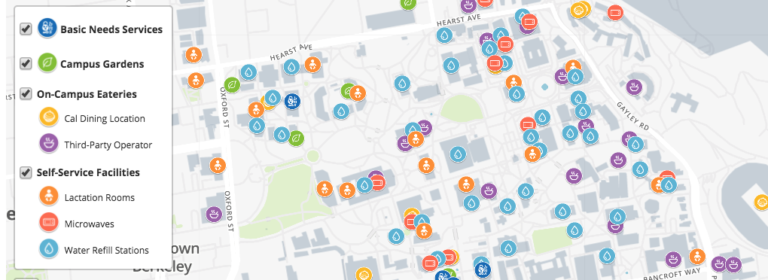 Basic Needs Services
Campus Gardens
On-Campus Eateries
Cal Dining Location
Third-Party Operator
Self-Service Facilities
Lactation Rooms
Microwaves
Water Refill Stations
HEARST AVE
HEARST AVE
OXFORD ST
OXFORD ST
GAYLEY RD
BANCROFT WAY
Berkeley